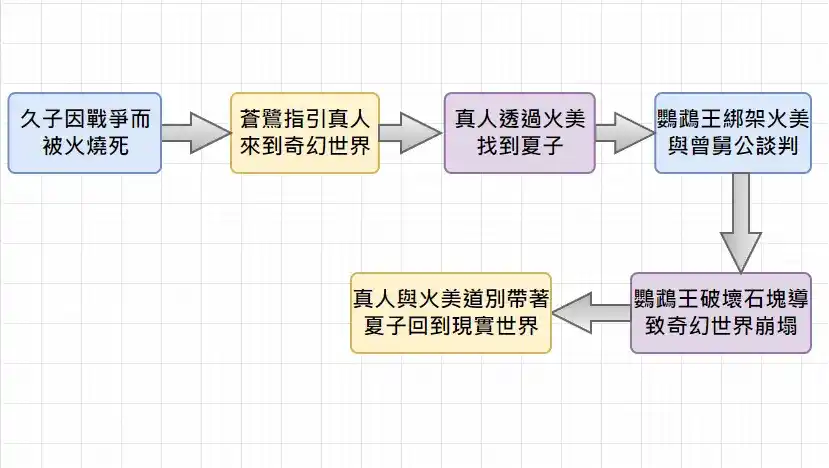 久子因戰爭而
被火燒死
蒼鷺指引真人
來到奇幻世界
真人透過火美
找到夏子
鸚鵡王綁架火美
與曾舅公談判
鸚鵡王破壞石塊導
致奇幻世界崩塌
真人與火美道別帶著
夏子回到現實世界